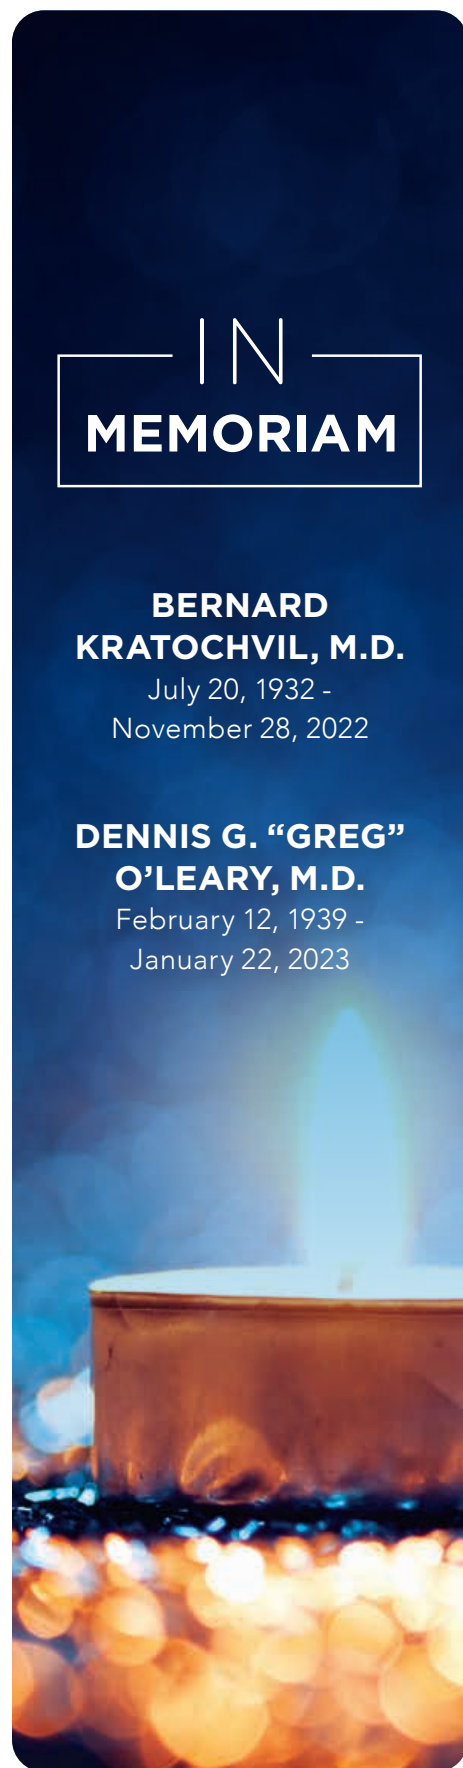 IN
MEMORIAM
BERNARD
KRATOCHVIL, M.D.
July 20, 1932 -
November 28, 2022
DENNIS G. “GREG”
O’LEARY, M.D.
February 12, 1939 -
January 22, 2023